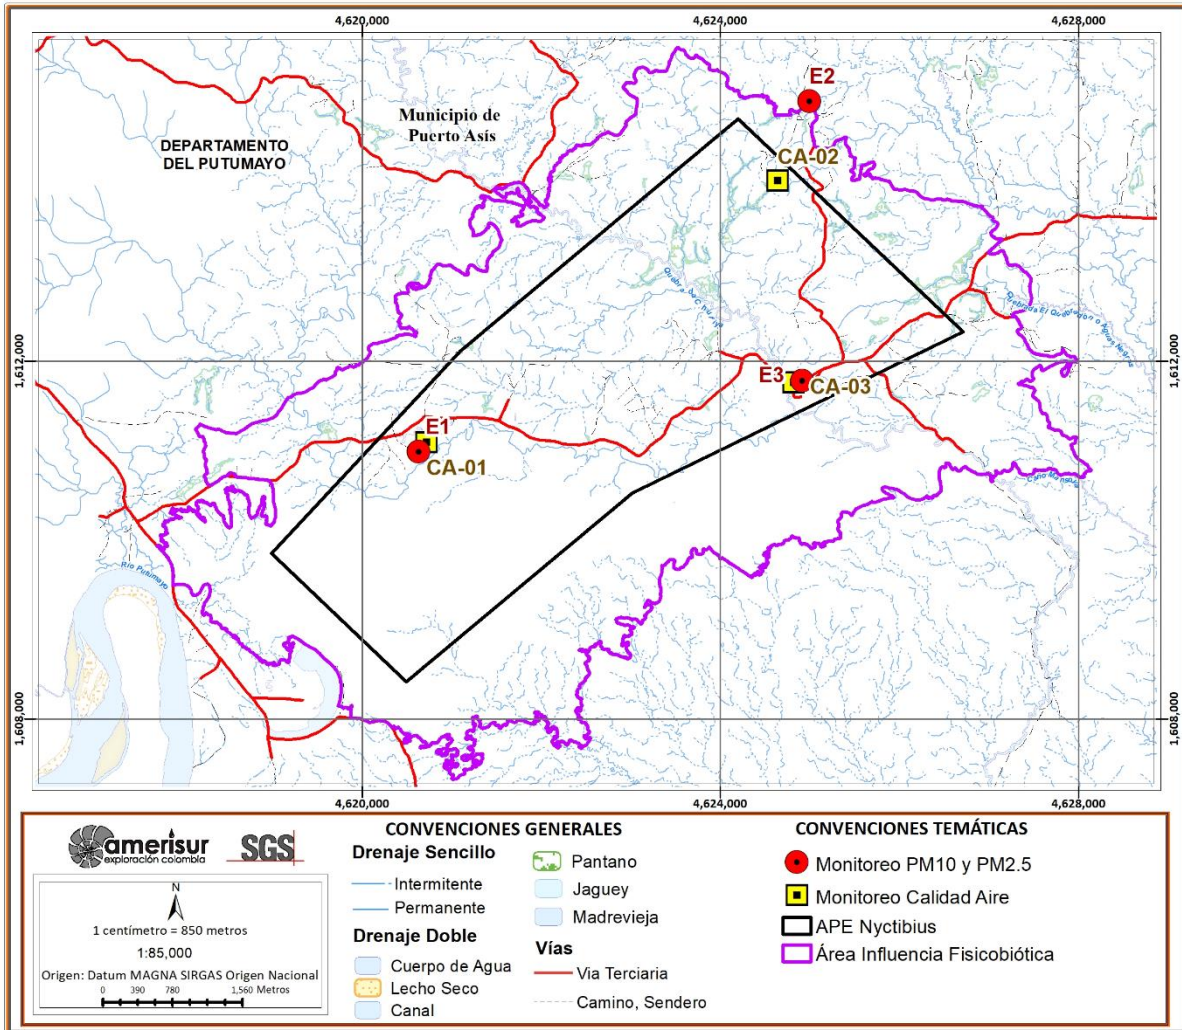 4,620,000
4,624,000
4,628,000
E2
Municipio de
Puerto Asís
DEPARTAMENTO
DEL PUTUMAYO
CA-02
1,612,000
1,612,000
E3
CA-03
E1
CA-01
Caño Mansoya
Río Putumayo
1,608,000
1,608,000
4,620,000
4,624,000
4,628,000
amerisur
exploración colombia
SGS
N
1 centímetro = 850 metros
1:85,000
Origen: Datum MAGNA SIRGAS Origen Nacional
0 390 780 1,560 Metros
CONVENCIONES GENERALES
Drenaje Sencillo
Intermitente
Permanente
Drenaje Doble
Cuerpo de Agua
Lecho Seco
Canal
Pantano
Jaguey
Madrevieja
Vías
Via Terciaria
Camino, Sendero
CONVENCIONES TEMÁTICAS
Monitoreo PM10 y PM2.5
Monitoreo Calidad Aire
APE Nyctibius
Área Influencia Fisicobiótica